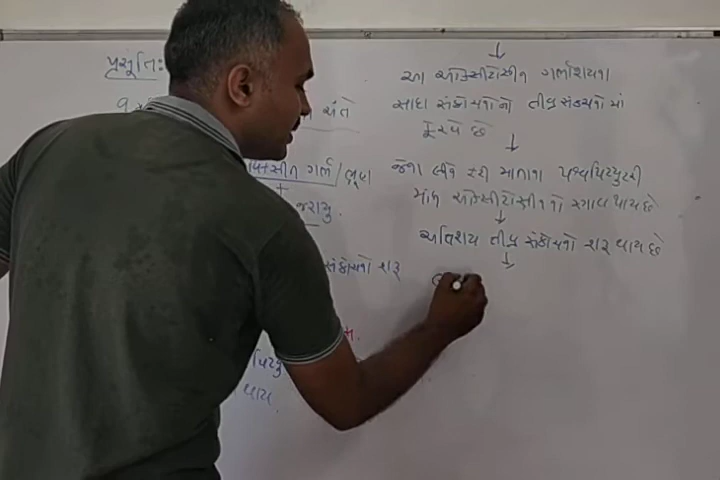 પ્રસૂતિ:
અંતે
ગર્ભ/ભ્રૂણ
+
જરાયુ.
સંકોચનો શરૂ
થાય.
↓
આ ઓક્સીટોસીન ગર્ભાશયના
સાદા સંકોચનોને તીવ્ર સંકોચનો માં
ફેરવે છે
↓
જેના લીધે ફરી માતાના પશ્વપિટ્યુટરી
માંથી ઓક્સીટોસીનનો સ્ત્રાવ થાય છે
↓
અતિશય તીવ્ર સંકોચનો શરૂ થાય છે
↓